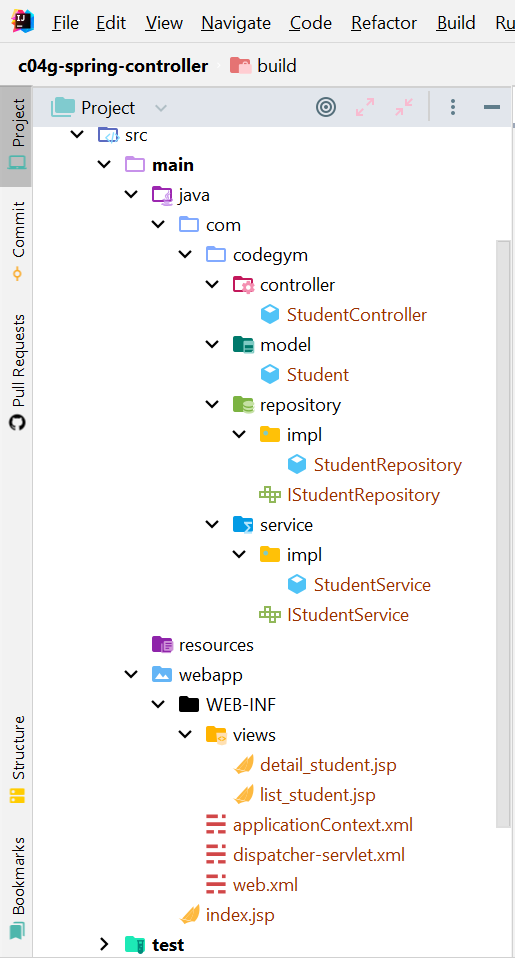 IJ
File Edit View Navigate Code Refactor Build Ru
c04g-spring-controller build
Project
Project
src
main
java
com
codegym
controller
StudentController
model
Student
repository
impl
StudentRepository
IStudentRepository
service
impl
StudentService
IStudentService
resources
webapp
WEB-INF
views
detail_student.jsp
list_student.jsp
applicationContext.xml
dispatcher-servlet.xml
web.xml
index.jsp
test
Commit
Pull Requests
Structure
Bookmarks